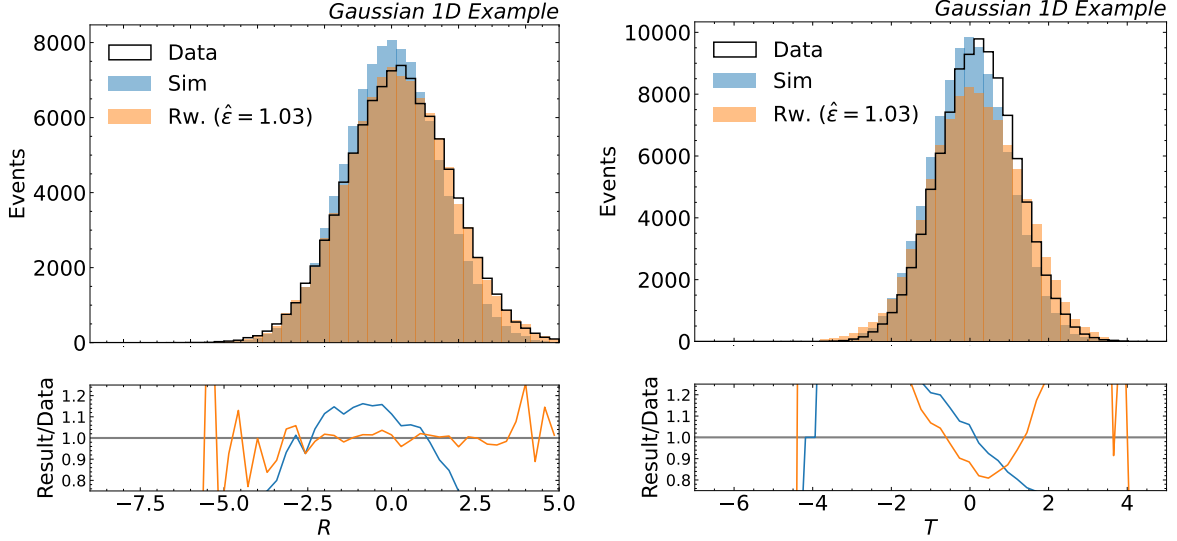 Gaussian 1D Example
8000
6000
4000
2000
0
Events
Data
Sim
Rw. (ε̂ = 1.03)
1.2
1.1
1.0
0.9
0.8
Result/Data
−7.5 −5.0 −2.5 0.0 2.5 5.0
R
Gaussian 1D Example
10000
8000
6000
4000
2000
0
Events
Data
Sim
Rw. (ε̂ = 1.03)
1.2
1.1
1.0
0.9
0.8
Result/Data
−6 −4 −2 0 2 4
T